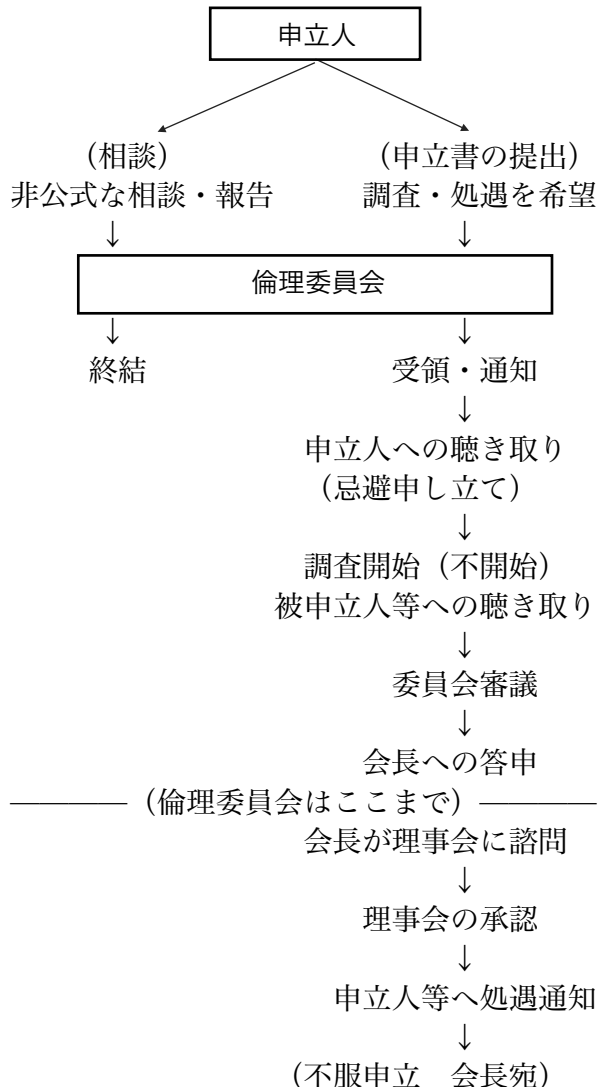 申立人
（相談） （申立書の提出）
非公式な相談・報告 調査・処遇を希望
↓ ↓
倫理委員会
↓ ↓
終結 受領・通知
↓
申立人への聴き取り
（忌避申し立て）
↓
調査開始（不開始）
被申立人等への聴き取り
↓
委員会審議
↓
会長への答申
————（倫理委員会はここまで）————
会長が理事会に諮問
↓
理事会の承認
↓
申立人等へ処遇通知
↓
（不服申立　会長宛）